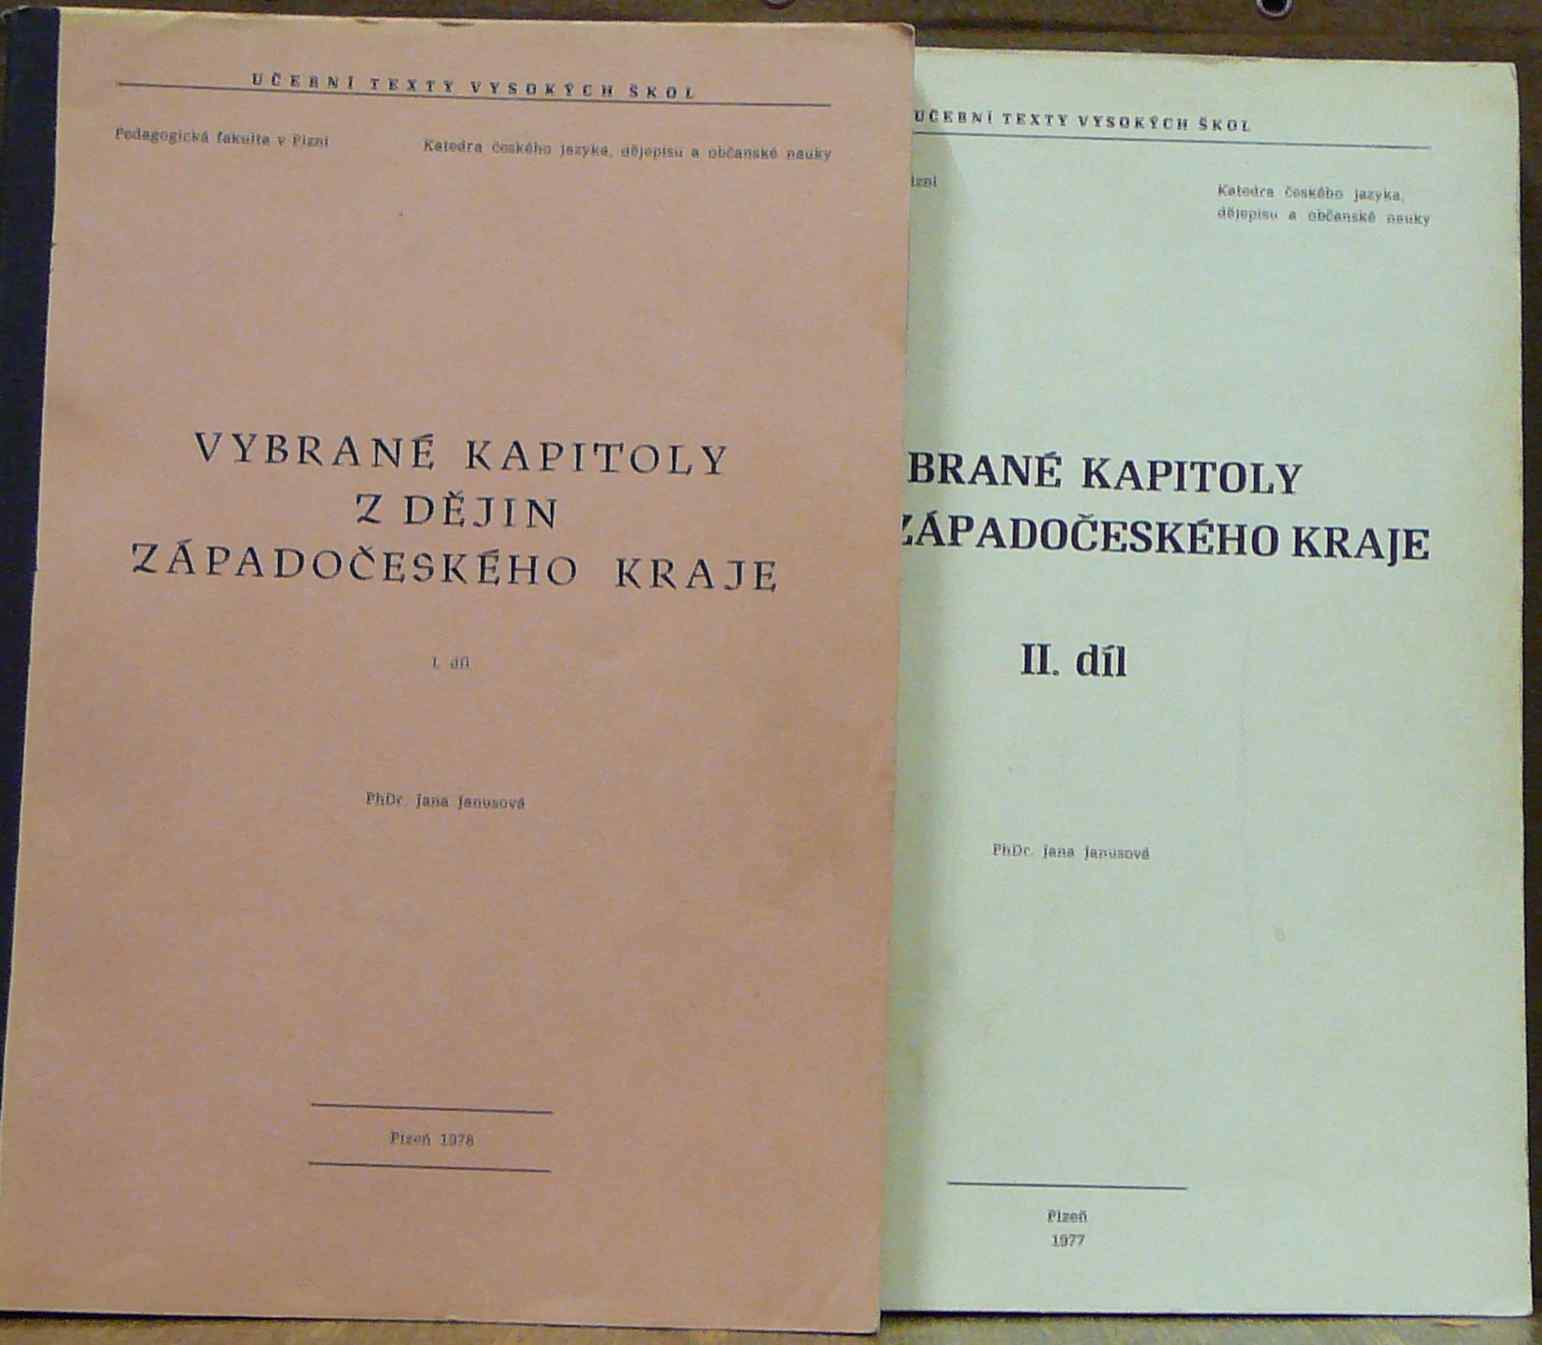 UČEBNÍ TEXTY VYSOKÝCH ŠKOL
Pedagogická fakulta v Plzni
Katedra českého jazyka, dějepisu a občanské nauky
VYBRANÉ KAPITOLY
Z DĚJIN
ZÁPADOČESKÉHO KRAJE
I. díl
PhDr. Jana Janusová
Plzeň 1978
UČEBNÍ TEXTY VYSOKÝCH ŠKOL
lzni
Katedra českého jazyka,
dějepisu a občanské nauky
BRANÉ KAPITOLY
ZÁPADOČESKÉHO KRAJE
II. díl
PhDr. Jana Janusová
Plzeň
1977